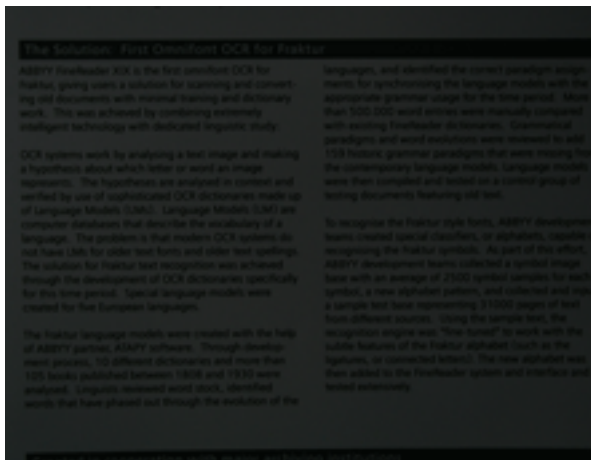 The Solution: First Omnifont OCR for Fraktur
ABBYY FineReader XIX is the first omnifont OCR for
Fraktur, giving users a solution for scanning and convert-
ing old documents with minimal training and dictionary
work. This was achieved by combining extremely
intelligent technology with dedicated linguistic study.
OCR systems work by analysing a text image and making
a hypothesis about which letter or word an image
represents. The hypotheses are analysed in context and
verified by use of sophisticated OCR dictionaries made up
of Language Models (LMs). Language Models (LM) are
computer databases that describe the vocabulary of a
language. The problem is that modern OCR systems do
not have LMs for older text forms and older text spellings.
The solution for Fraktur text recognition was achieved
through the development of OCR dictionaries specifically
for this time period. Special language models were
created for five European languages.
The Fraktur language models were created with the help
of ABBYY partner, ATAPY software. Through develop-
ment process, 10 different dictionaries and more than
105 books published between 1808 and 1930 were
analysed. Linguists reviewed word stock, identified
words that have phased out through the evolution of the
languages, and identified the correct paradigm assign
ments for synchronising the language models with the
appropriate grammar usage for the time period. More
than 500,000 word entries were manually compared
with existing FineReader dictionaries. Grammatical
paradigms and word evolutions were reviewed to add
159 historic grammar paradigms that were missing from
the contemporary language models. Language models
were then compiled and tested on a control group of
testing documents featuring old text.
To recognise the Fraktur style fonts, ABBYY developmen
teams created special classifiers, or alphabets, capable
recognising the Fraktur symbols. As part of this effort,
ABBYY development teams collected a symbol image
base with an average of 2500 symbol samples for each
symbol, a new alphabet pattern, and collected and
a sample text base representing 31000 pages of text
from different sources. Using the sample text, the
recognition engine was "fine-tuned" to work with the
subtle features of the Fraktur alphabet (such as the
ligatures, or connected letters). The new alphabet was
then added to the FineReader system and interface and
tested extensively.